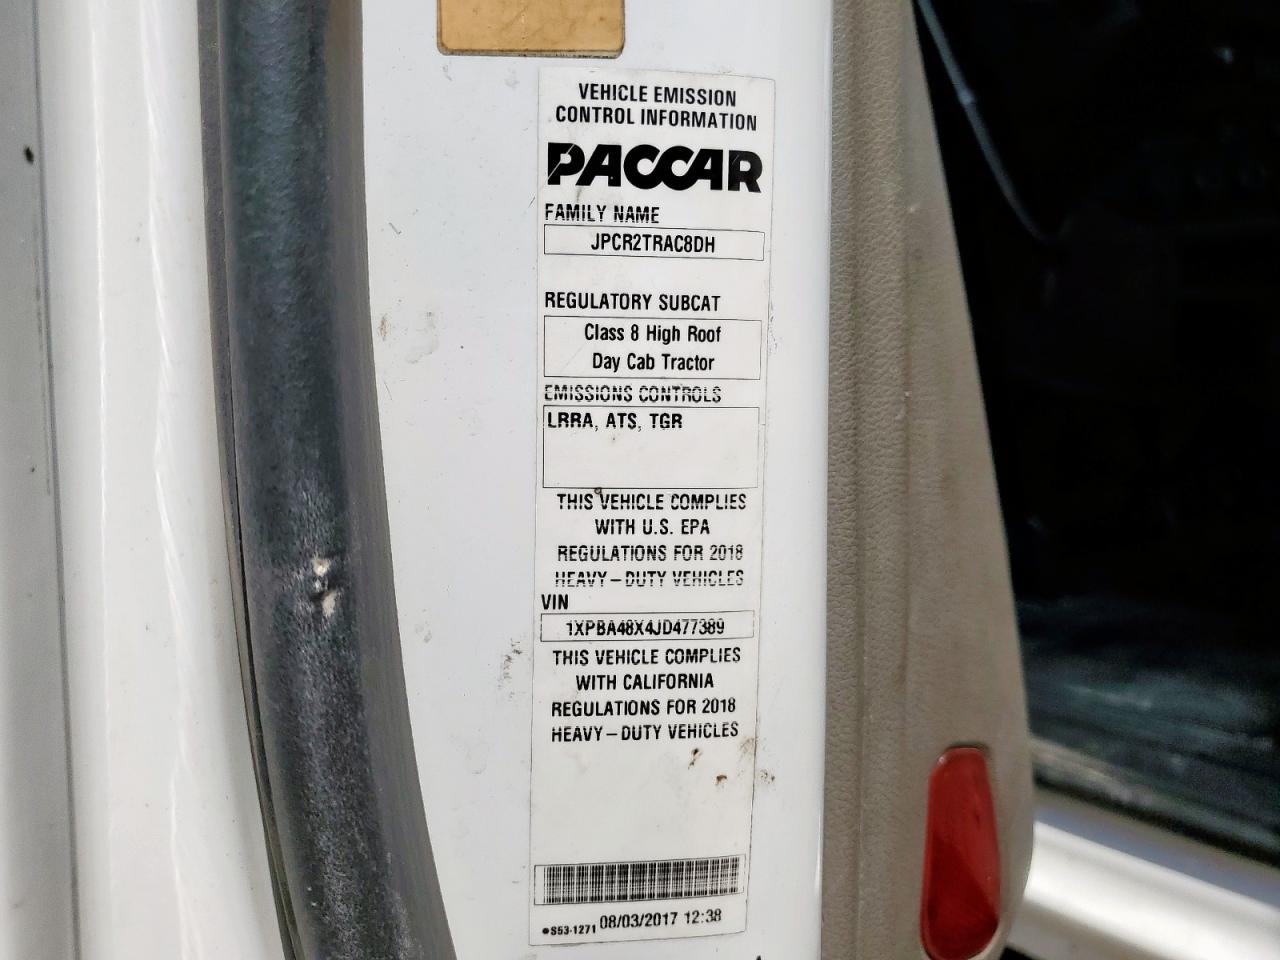 VEHICLE EMISSION
CONTROL INFORMATION
PACCAR
FAMILY NAME
JPCR2TRAC8DH
REGULATORY SUBCAT
Class 8 High Roof
Day Cab Tractor
EMISSIONS CONTROLS
LRRA, ATS, TGR
THIS VEHICLE COMPLIES
WITH U.S. EPA
REGULATIONS FOR 2018
HEAVY-DUTY VEHICLES
VIN
1XPBA48X4JD477389
THIS VEHICLE COMPLIES
WITH CALIFORNIA
REGULATIONS FOR 2018
HEAVY-DUTY VEHICLES
•S53-1271 08/03/2017 12:38